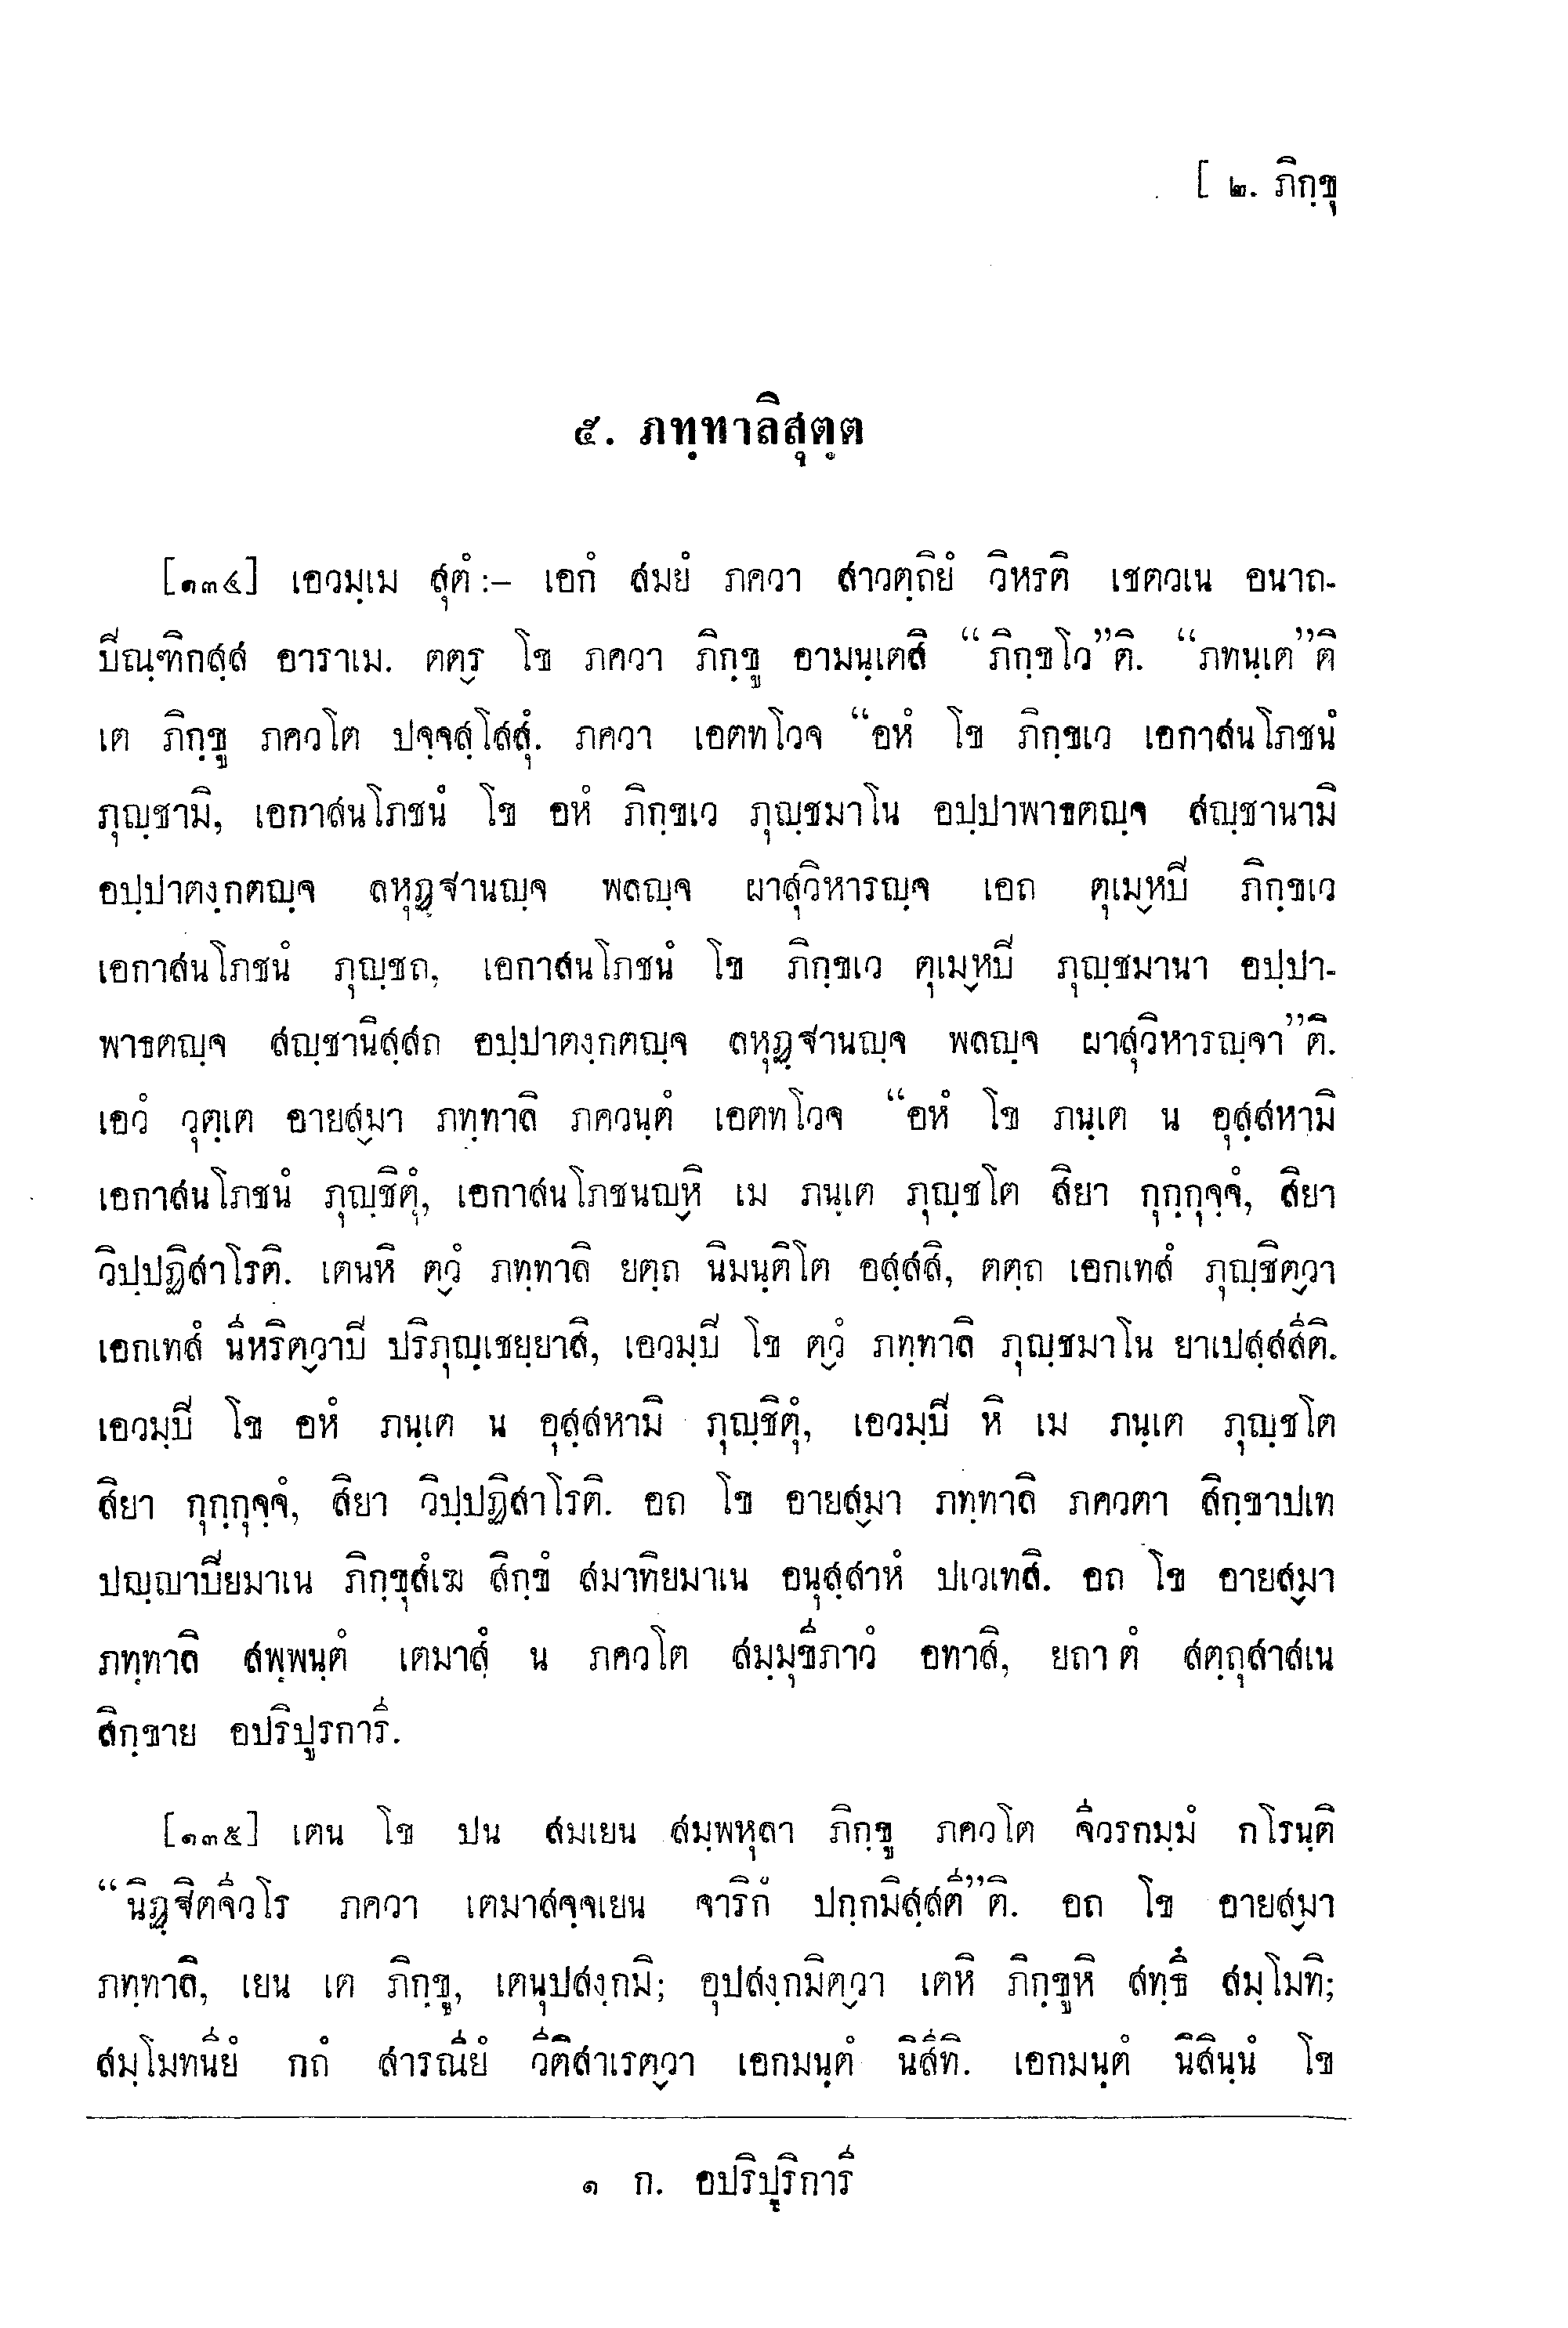 [ ๒. ภิกฺขุ
๕. ภทฺทาลิสุตฺต
[๑๓๔] เอวมฺเม สุตํ :– เอกํ สมยํ ภควา สาวตฺถิยํ วิหรติ เชตวเน อนาถ-
ปิณฺฑิกสฺส อาราเม. ตตฺร๎ โข ภควา ภิกฺขู อามนฺเตสิ “ภิกฺขโว”ติ. “ภทนฺเต”ติ
เต ภิกฺขู ภควโต ปจฺจสฺโสสุํ. ภควา เอตทโวจ “อหํ โข ภิกฺขเว เอกาสนโภชนํ
ภุญฺชามิ, เอกาสนโภชนํ โข อหํ ภิกฺขเว ภุญฺชมาโน อปฺปาพาธตญฺจ สญฺชานามิ
อปฺปาตงฺกตญฺจ ลหุฏฺฐานญฺจ พลญฺจ ผาสุวิหารญฺจ เอถ ตุเม๎หปิ ภิกฺขเว
เอกาสนโภชนํ ภุญฺชถ, เอกาสนโภชนํ โข ภิกฺขเว ตุเม๎หปิ ภุญฺชมานา อปฺปา-
พาธตญฺจ สญฺชานิสฺสถ อปฺปาตงฺกตญฺจ ลหุฏฺฐานญฺจ พลญฺจ ผาสุวิหารญฺจา”ติ.
เอวํ วุตฺเต อายส๎มา ภทฺทาลิ ภควนฺตํ เอตทโวจ “อหํ โข ภนฺเต น อุสฺสหามิ
เอกาสนโภชนํ ภุญฺชิตุํ, เอกาสนโภชนญ๎หิ เม ภนฺเต ภุญฺชโต สิยา กุกฺกุจฺจํ, สิยา
วิปฺปฏิสาโรติ. เตนหิ ต๎วํ ภทฺทาลิ ยตฺถ นิมนฺติโต อสฺสสิ, ตตฺถ เอกเทสํ ภุญฺชิต๎วา
เอกเทสํ นีหริต๎วาปิ ปริภุญฺเชยฺยาสิ, เอวมฺปิ โข ต๎วํ ภทฺทาลิ ภุญฺชมาโน ยาเปสฺสสีติ.
เอวมฺปิ โข อหํ ภนฺเต น อุสฺสหามิ ภุญฺชิตุํ, เอวมฺปิ หิ เม ภนฺเต ภุญฺชโต
สิยา กุกฺกุจฺจํ, สิยา วิปฺปฏิสาโรติ. อถ โข อายส๎มา ภทฺทาลิ ภควตา สิกฺขาปเท
ปญฺญาปิยมาเน ภิกฺขุสํเฆ สิกฺขํ สมาทิยมาเน อนุสฺสาหํ ปเวเทสิ. อถ โข อายส๎มา
ภทฺทาลิ สพฺพนฺตํ เตมาสํ น ภควโต สมฺมุขีภาวํ อทาสิ, ยถา ตํ สตฺถุสาสเน
สิกฺขาย อปริปูรการี.
[๑๓๕] เตน โข ปน สมเยน สมฺพหุลา ภิกฺขู ภควโต จีวรกมฺมํ กโรนฺติ
“นิฏฺฐิตจีวโร ภควา เตมาสจฺจเยน จาริกํ ปกฺกมิสฺสตี”ติ. อถ โข อายส๎มา
ภทฺทาลิ, เยน เต ภิกฺขู, เตนุปสงฺกมิ; อุปสงฺกมิต๎วา เตหิ ภิกฺขูหิ สทฺธึ สมฺโมทิ;
สมฺโมทนียํ กถํ สารณียํ วีติสาเรต๎วา เอกมนฺตํ นิสีทิ. เอกมนฺตํ นิสินฺนํ โข
๑ ก. อปริปูริการี